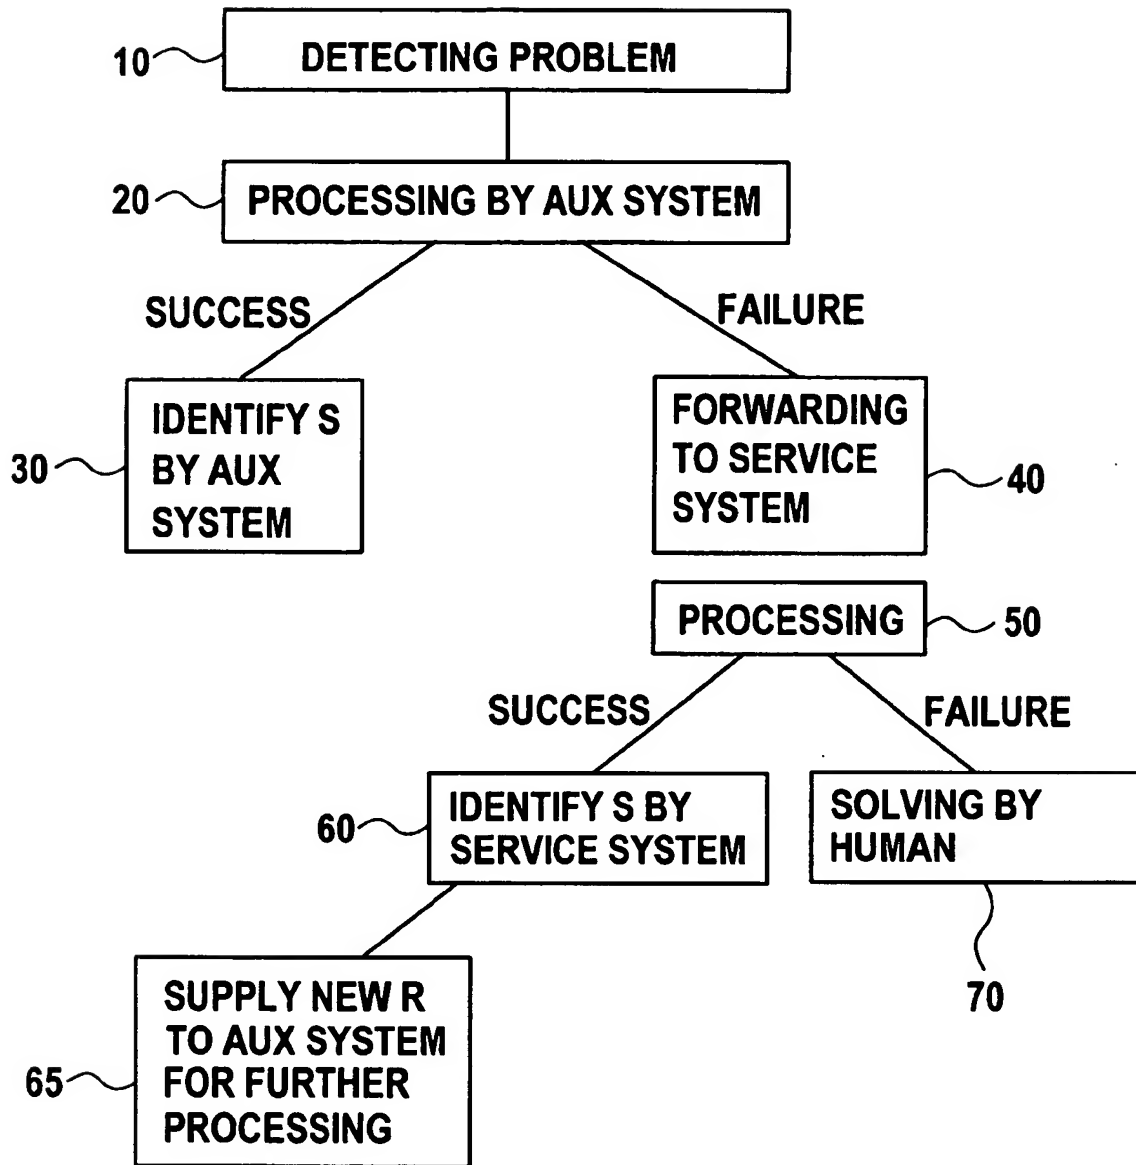 10
DETECTING PROBLEM
20
PROCESSING BY AUX SYSTEM
SUCCESS
FAILURE
30
IDENTIFY S
BY AUX
SYSTEM
FORWARDING
TO SERVICE
SYSTEM
40
PROCESSING
50
SUCCESS
FAILURE
60
IDENTIFY S BY
SERVICE SYSTEM
SOLVING BY
HUMAN
70
65
SUPPLY NEW R
TO AUX SYSTEM
FOR FURTHER
PROCESSING